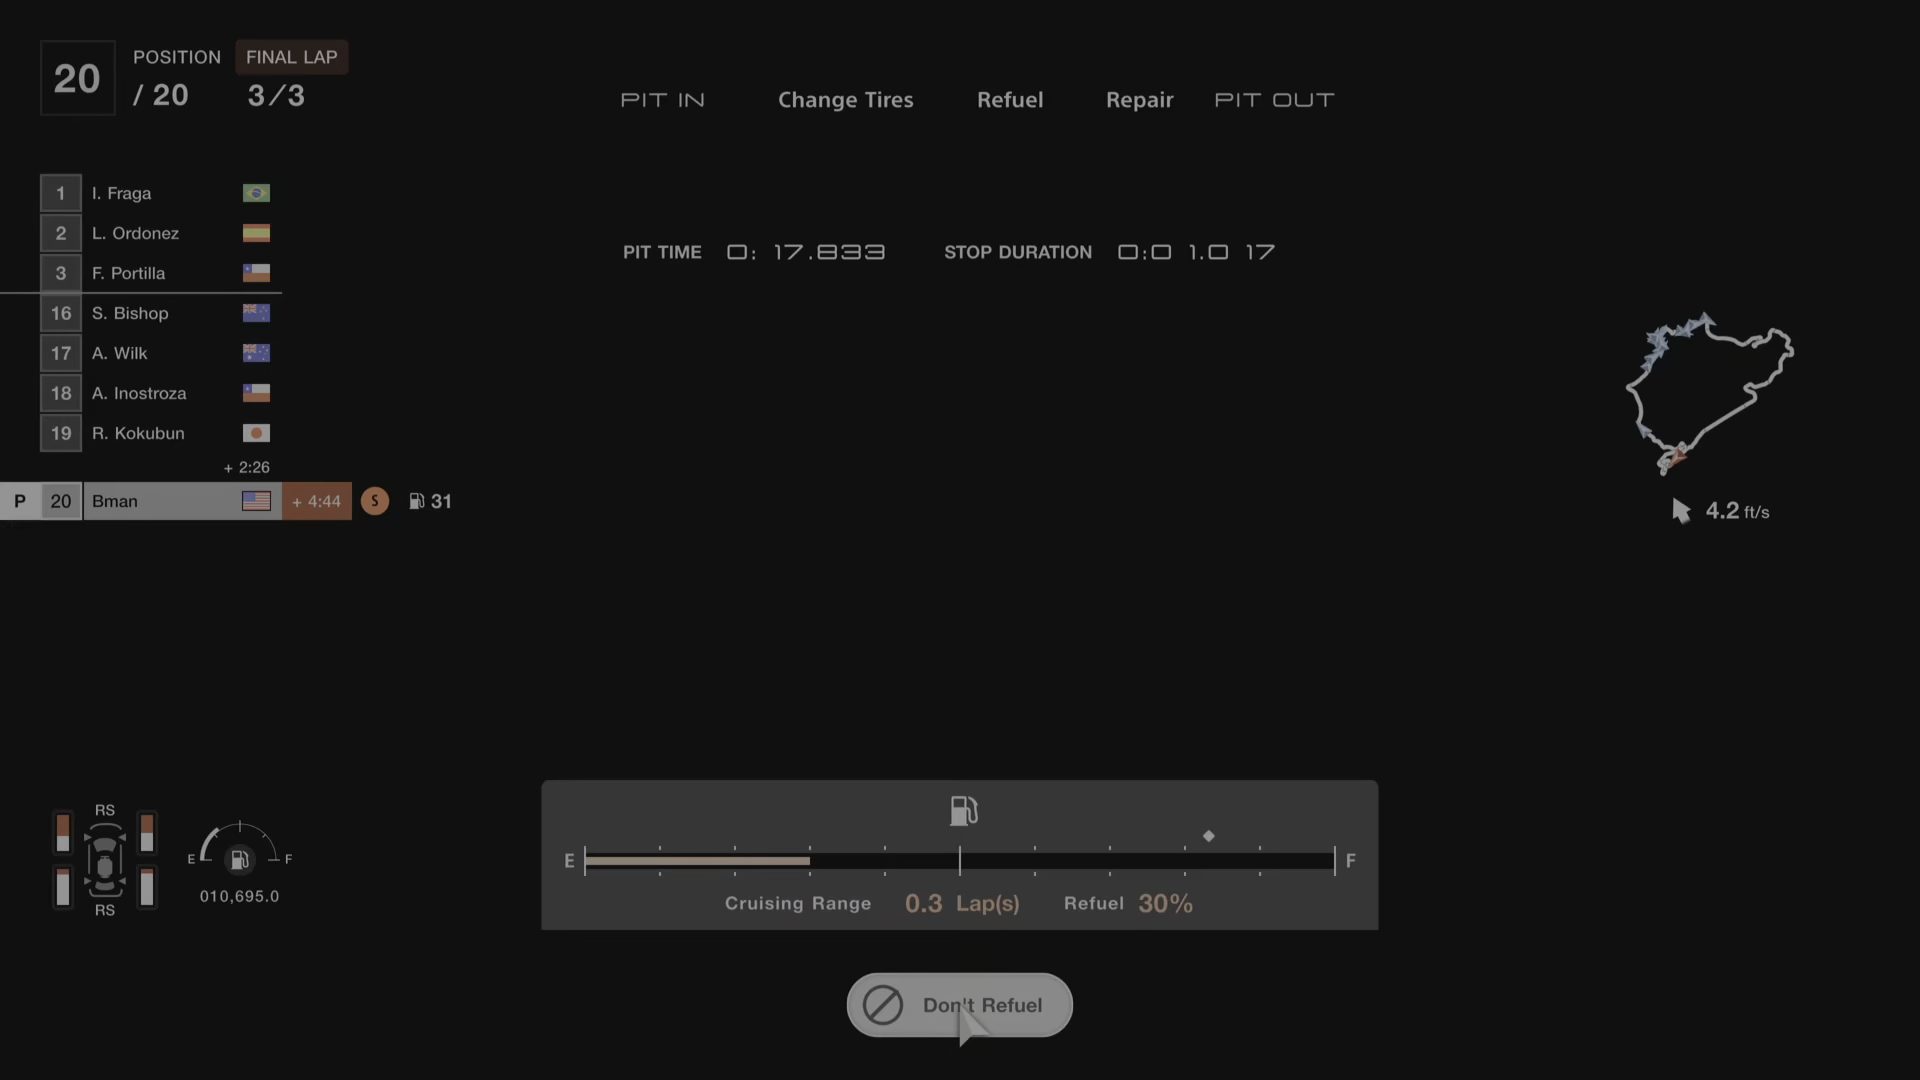 20 POSITION / 20 FINAL LAP 3/3
PIT IN Change Tires Refuel Repair PIT OUT
PIT TIME 0: 17.833 STOP DURATION 0:0 1.0 17
1 I. Fraga
2 L. Ordonez
3 F. Portilla
16 S. Bishop
17 A. Wilk
18 A. Inostroza
19 R. Kokubun
+ 2:26
P 20 Bman + 4:44 S 31
4.2 ft/s
RS
E F
010,695.0
RS
E F
Cruising Range 0.3 Lap(s) Refuel 30%
Don't Refuel